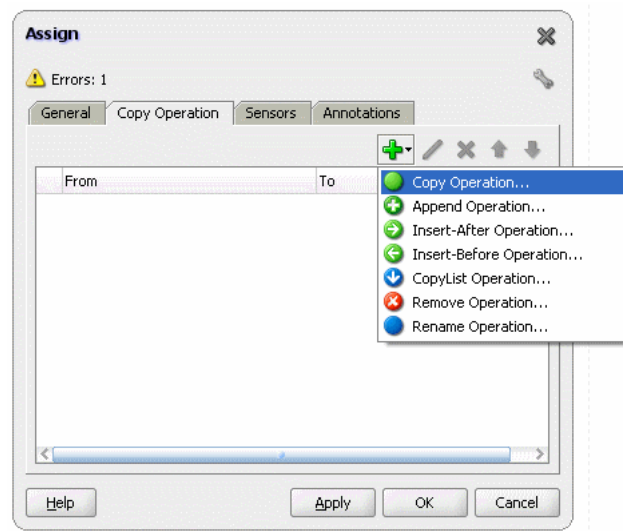 Assign
Errors: 1
General Copy Operation Sensors Annotations
From To
Copy Operation...
Append Operation...
Insert-After Operation...
Insert-Before Operation...
CopyList Operation...
Remove Operation...
Rename Operation...
Help Apply OK Cancel